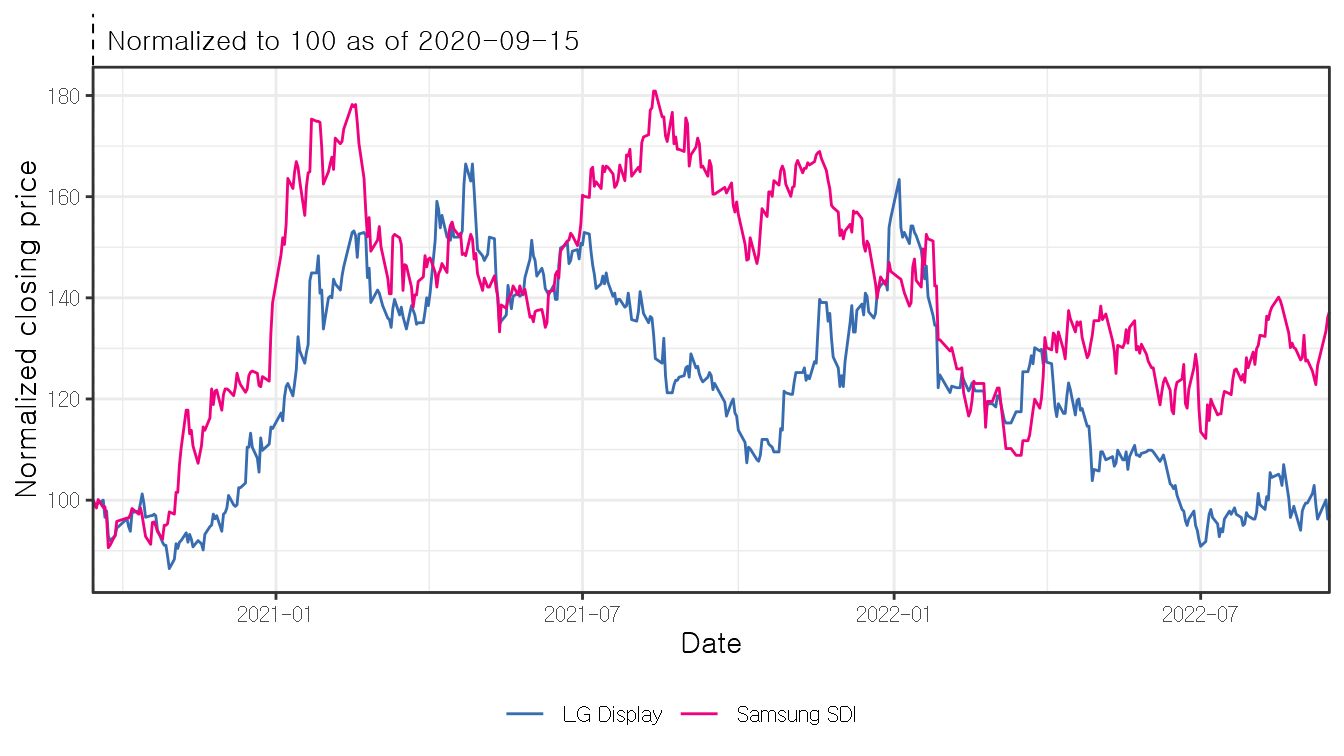 Normalized to 100 as of 2020-09-15
Normalized closing price
180
160
140
120
100
2021-01
2021-07
2022-01
2022-07
Date
LG Display
Samsung SDI